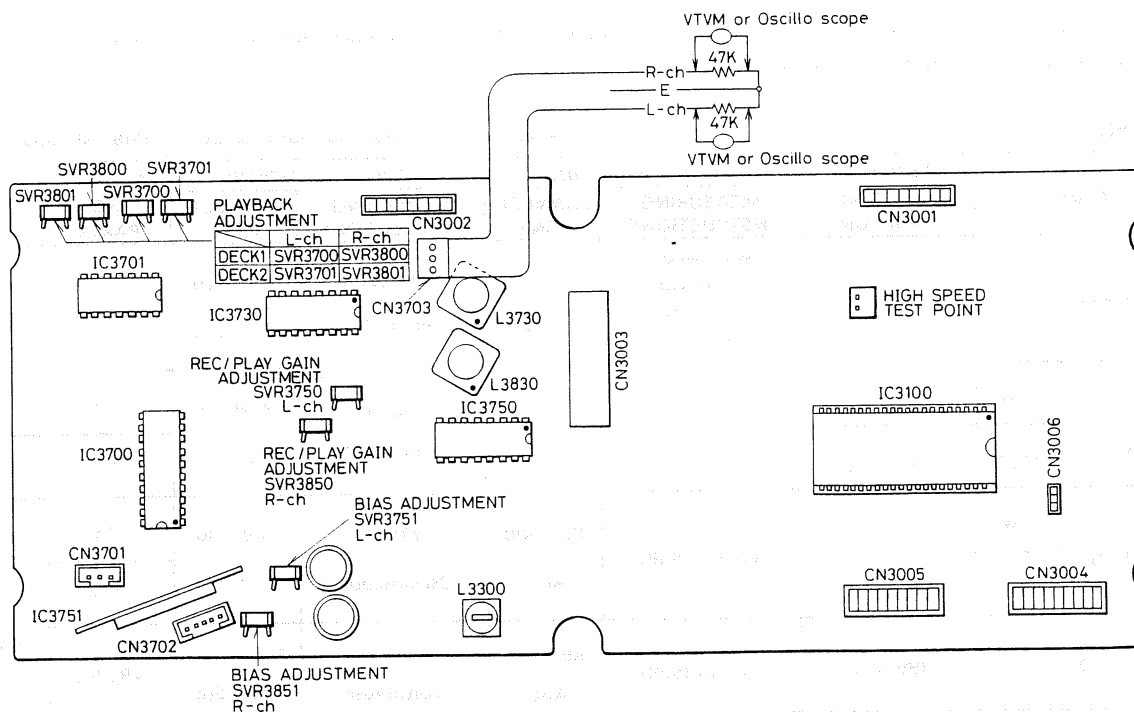 VTVM or Oscillo scope
47K
R-ch
E
L-ch
47K
VTVM or Oscillo scope
SVR3800
SVR3701
SVR3801
SVR3700
PLAYBACK
ADJUSTMENT
L-ch R-ch
DECK1 SVR3700 SVR3800
DECK2 SVR3701 SVR3801
CN3002
CN3001
IC3701
IC3730
CN3703
L3730
HIGH SPEED
TEST POINT
CN3003
REC/PLAY GAIN
ADJUSTMENT
SVR3750
L-ch
L3830
IC3750
IC3100
CN3006
IC3700
REC/PLAY GAIN
ADJUSTMENT
SVR3850
R-ch
BIAS ADJUSTMENT
SVR3751
L-ch
CN3701
IC3751
CN3702
L3300
CN3005
CN3004
BIAS ADJUSTMENT
SVR3851
R-ch